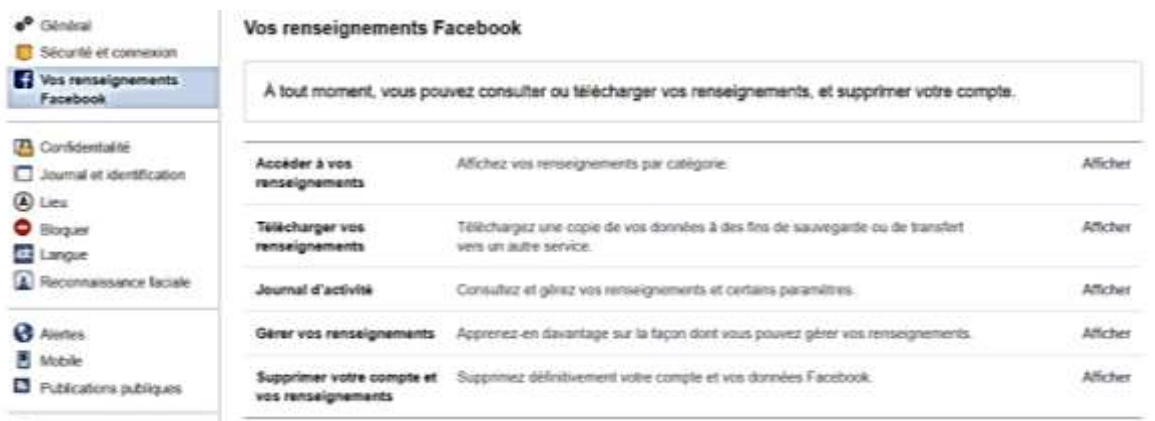 Général
Sécurité et connexion
Vos renseignements
Facebook
Confidentialité
Journal et identification
Lieu
Bloquer
Langue
Reconnaissance faciale
Alertes
Mobile
Publications publiques
Vos renseignements Facebook
À tout moment, vous pouvez consulter ou télécharger vos renseignements, et supprimer votre compte.
Accéder à vos
renseignements
Affichez vos renseignements par catégorie.
Afficher
Télécharger vos
renseignements
Téléchargez une copie de vos données à des fins de sauvegarde ou de transfert
vers un autre service.
Afficher
Journal d'activité
Consultez et gérez vos renseignements et certains paramètres.
Afficher
Gérer vos renseignements
Apprenez-en davantage sur la façon dont vous pouvez gérer vos renseignements.
Afficher
Supprimer votre compte et
vos renseignements
Supprimez définitivement votre compte et vos données Facebook.
Afficher